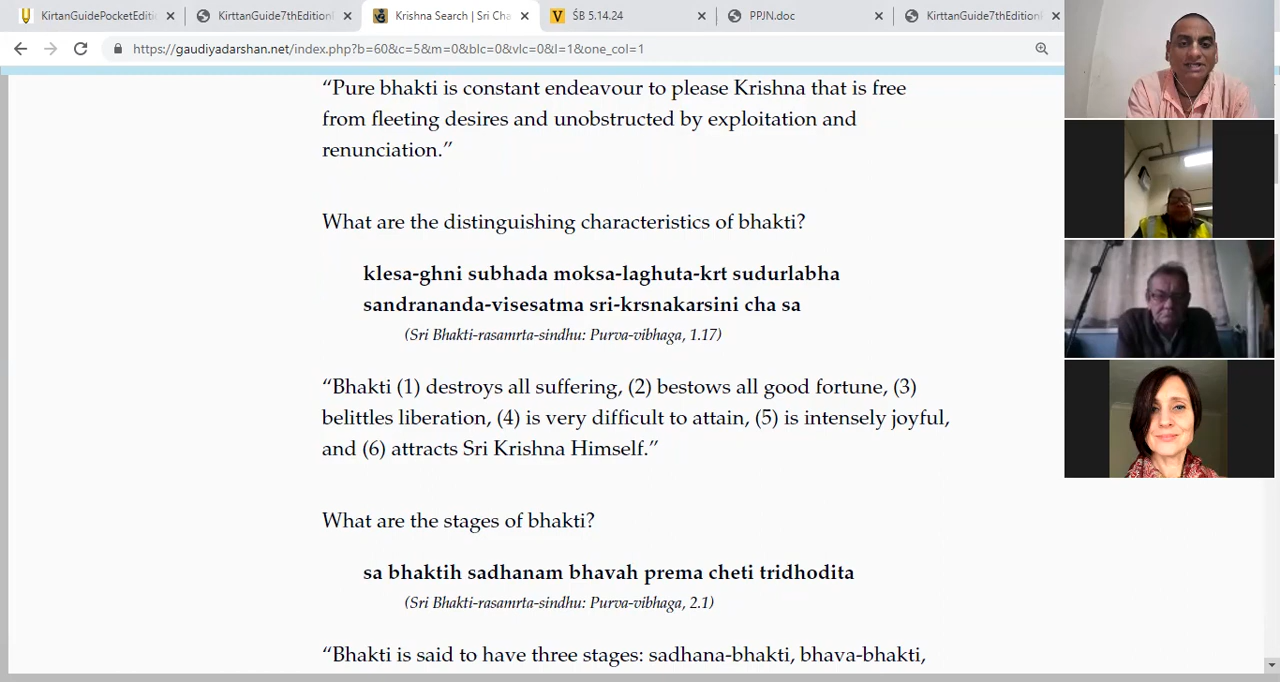 KirtanGuidePocketEditi
KirttanGuide7thEdition
Krishna Search | Sri Cha
ŚB 5.14.24
PPJN.doc
KirttanGuide7thEdition
https://gaudiyadarshan.net/index.php?b=60&c=5&m=0&blc=0&vlc=0&l=1&one_col=1
“Pure bhakti is constant endeavour to please Krishna that is free
from fleeting desires and unobstructed by exploitation and
renunciation.”
What are the distinguishing characteristics of bhakti?
klesa-ghni subhada moksa-laghuta-krt sudurlabha
sandrananda-visesatma sri-krsnakarsini cha sa
(Sri Bhakti-rasamrta-sindhu: Purva-vibhaga, 1.17)
“Bhakti (1) destroys all suffering, (2) bestows all good fortune, (3)
belittles liberation, (4) is very difficult to attain, (5) is intensely joyful,
and (6) attracts Sri Krishna Himself.”
What are the stages of bhakti?
sa bhaktih sadhanam bhavah prema cheti tridhodita
(Sri Bhakti-rasamrta-sindhu: Purva-vibhaga, 2.1)
“Bhakti is said to have three stages: sadhana-bhakti, bhava-bhakti,